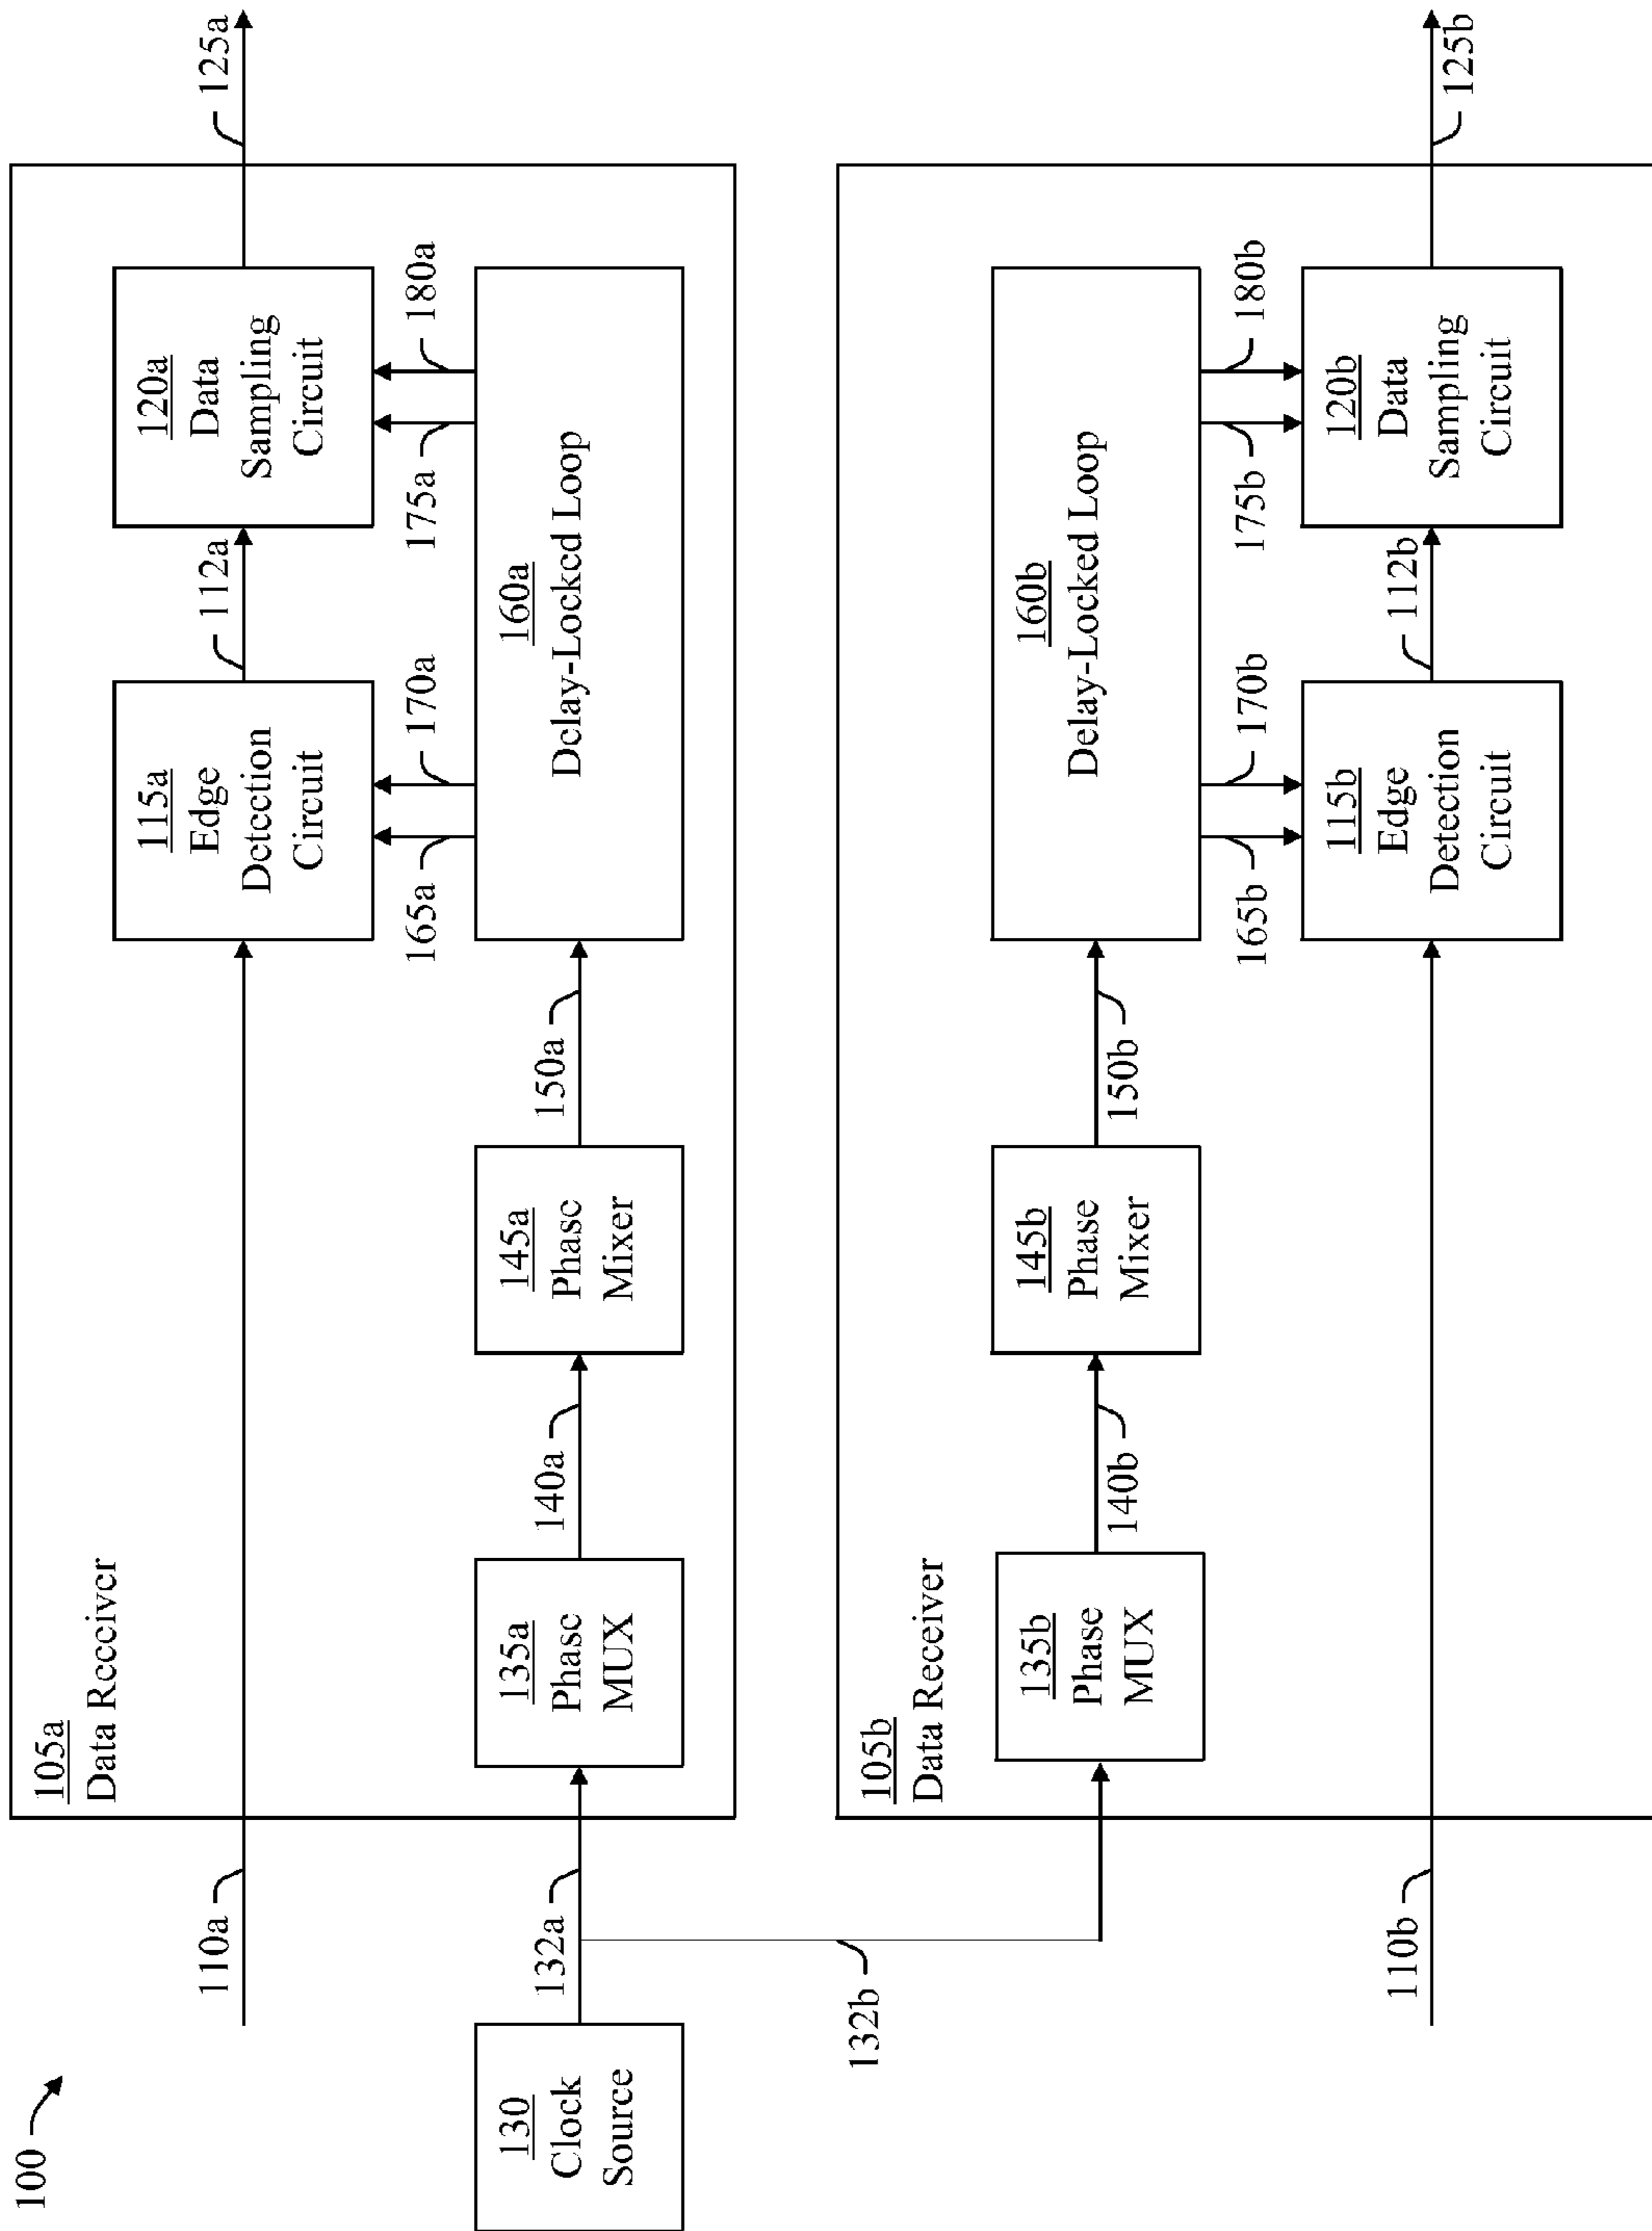 100
105a
Data Receiver
110a
115a
Edge
Detection
Circuit
112a
120a
Data
Sampling
Circuit
125a
165a
170a
175a
180a
130
Clock
Source
132a
135a
Phase
MUX
140a
145a
Phase
Mixer
150a
160a
Delay-Locked Loop
132b
105b
Data Receiver
135b
Phase
MUX
140b
145b
Phase
Mixer
150b
160b
Delay-Locked Loop
165b
170b
175b
180b
110b
115b
Edge
Detection
Circuit
112b
120b
Data
Sampling
Circuit
125b